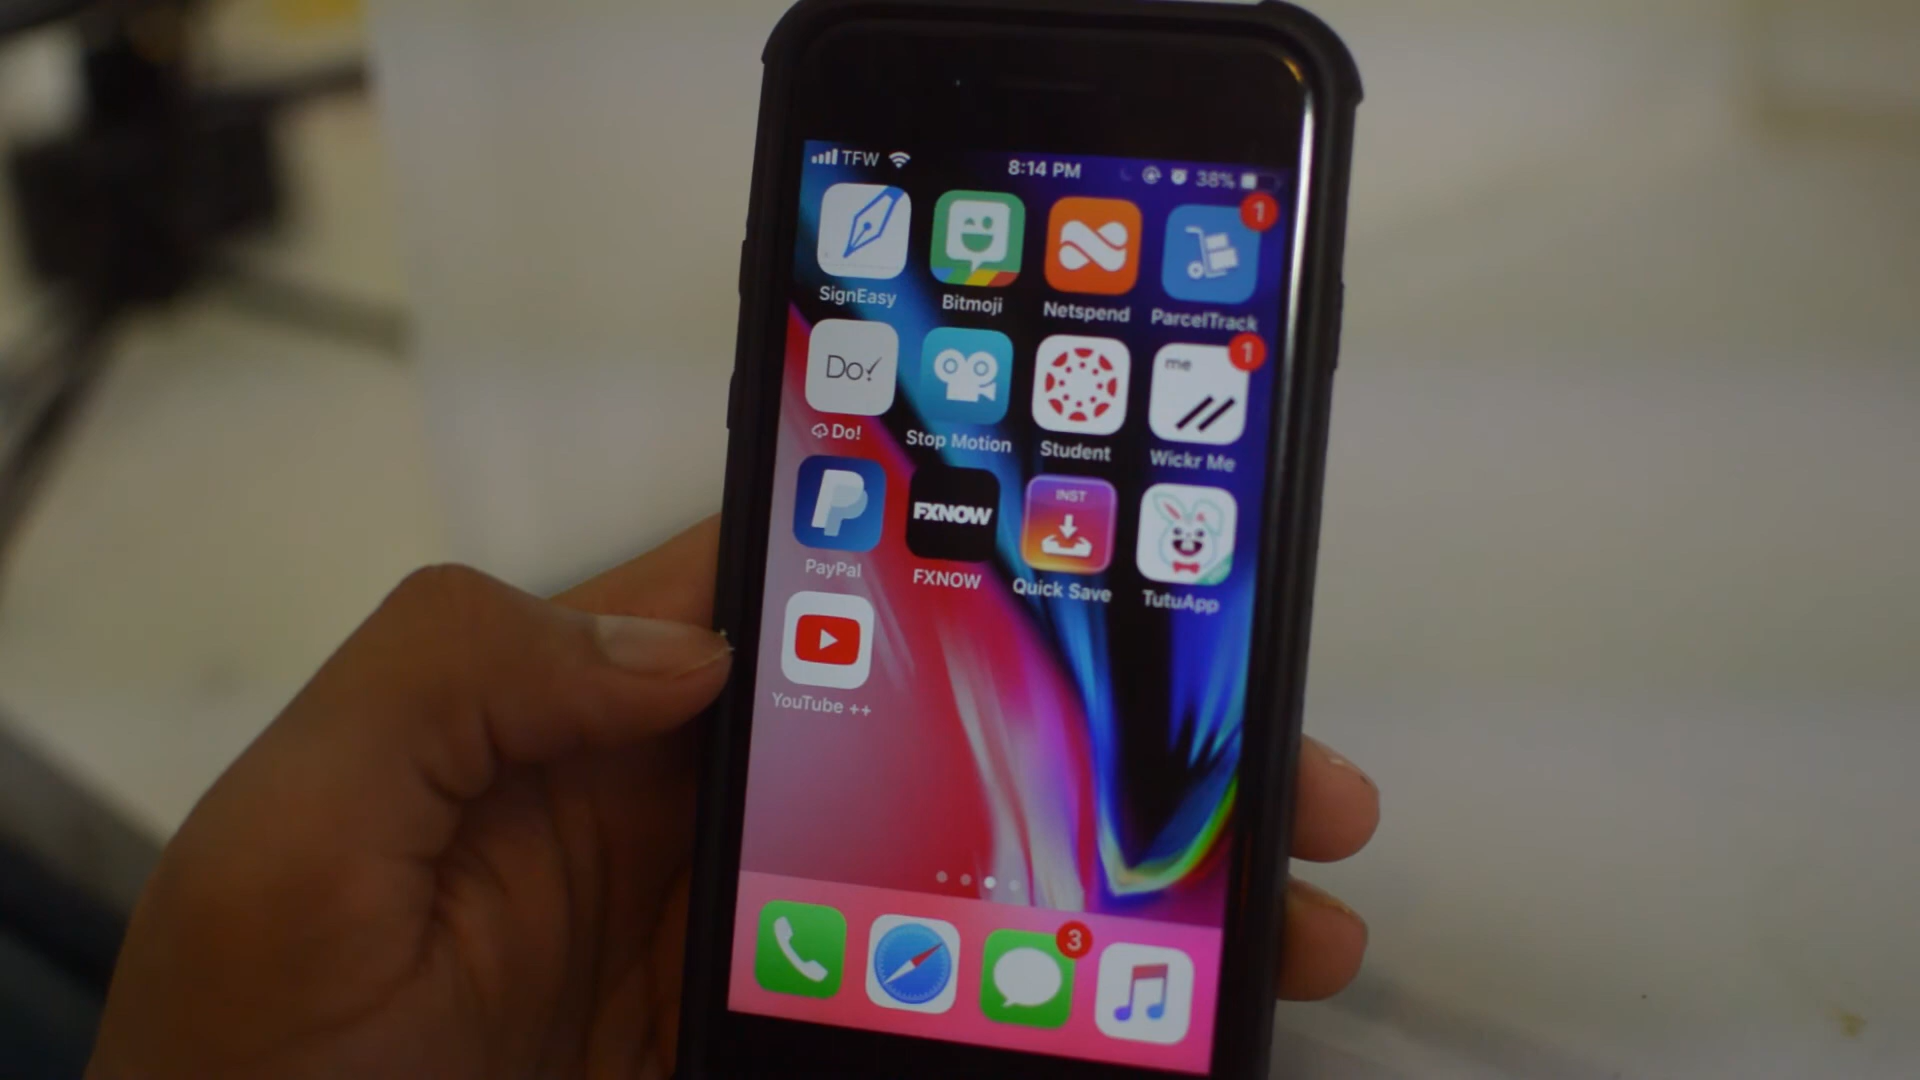 TFW 8:14 PM 38%
1
SignEasy Bitmoji Netspend ParcelTrack
Do✓ me 1
Do! Stop Motion Student Wickr Me
FXNOW INST
PayPal FXNOW Quick Save TutuApp
YouTube ++
3